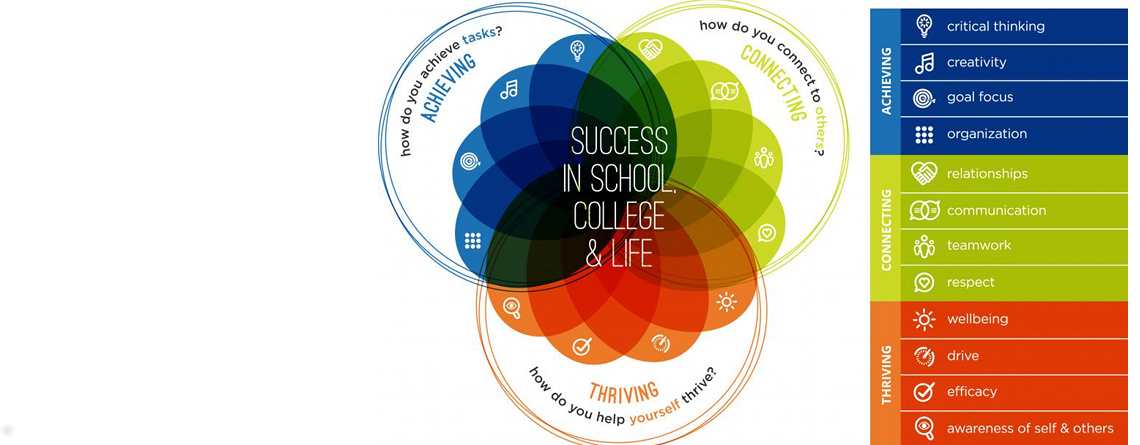 how do you achieve tasks?
ACHIEVING
how do you connect to others?
CONNECTING
SUCCESS
IN SCHOOL,
COLLEGE
& LIFE
THRIVING
how do you help yourself thrive?
ACHIEVING
critical thinking
creativity
goal focus
organization
CONNECTING
relationships
communication
teamwork
respect
THRIVING
wellbeing
drive
efficacy
awareness of self & others